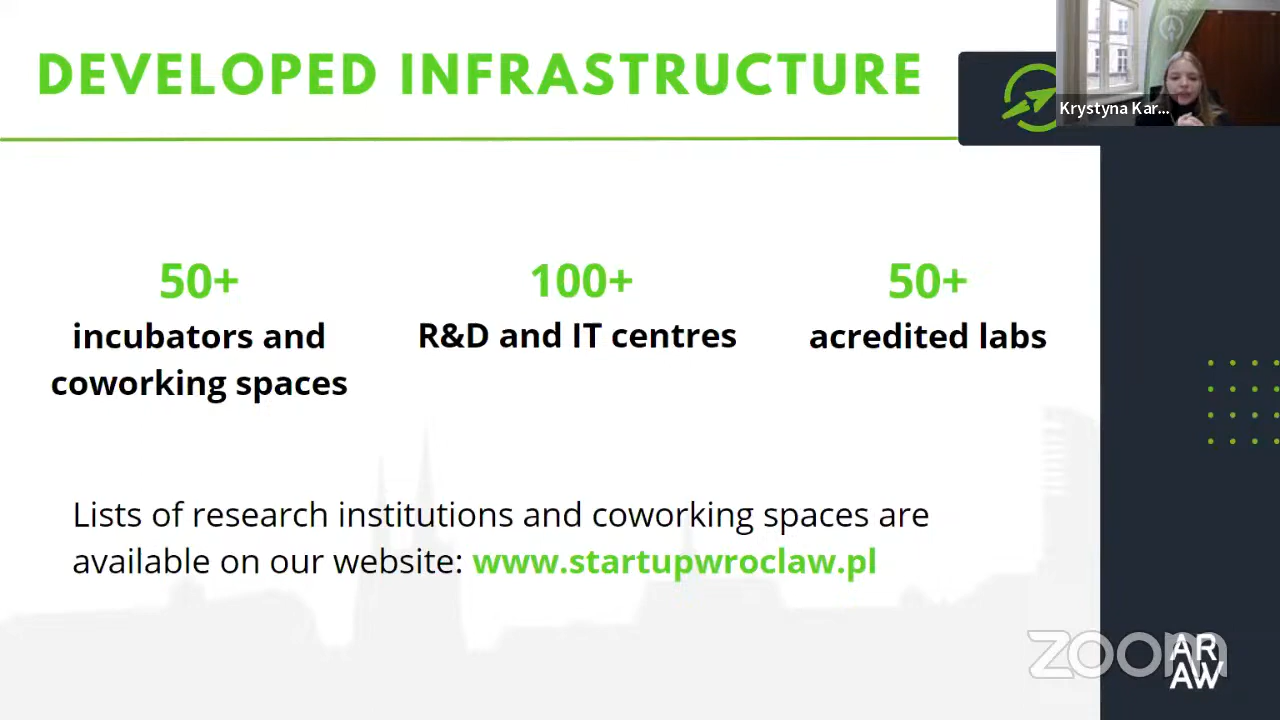 DEVELOPED INFRASTRUCTURE
Krystyna Kar...
50+
incubators and
coworking spaces
100+
R&D and IT centres
50+
acredited labs
Lists of research institutions and coworking spaces are
available on our website: www.startupwroclaw.pl
zoom
AR
AW